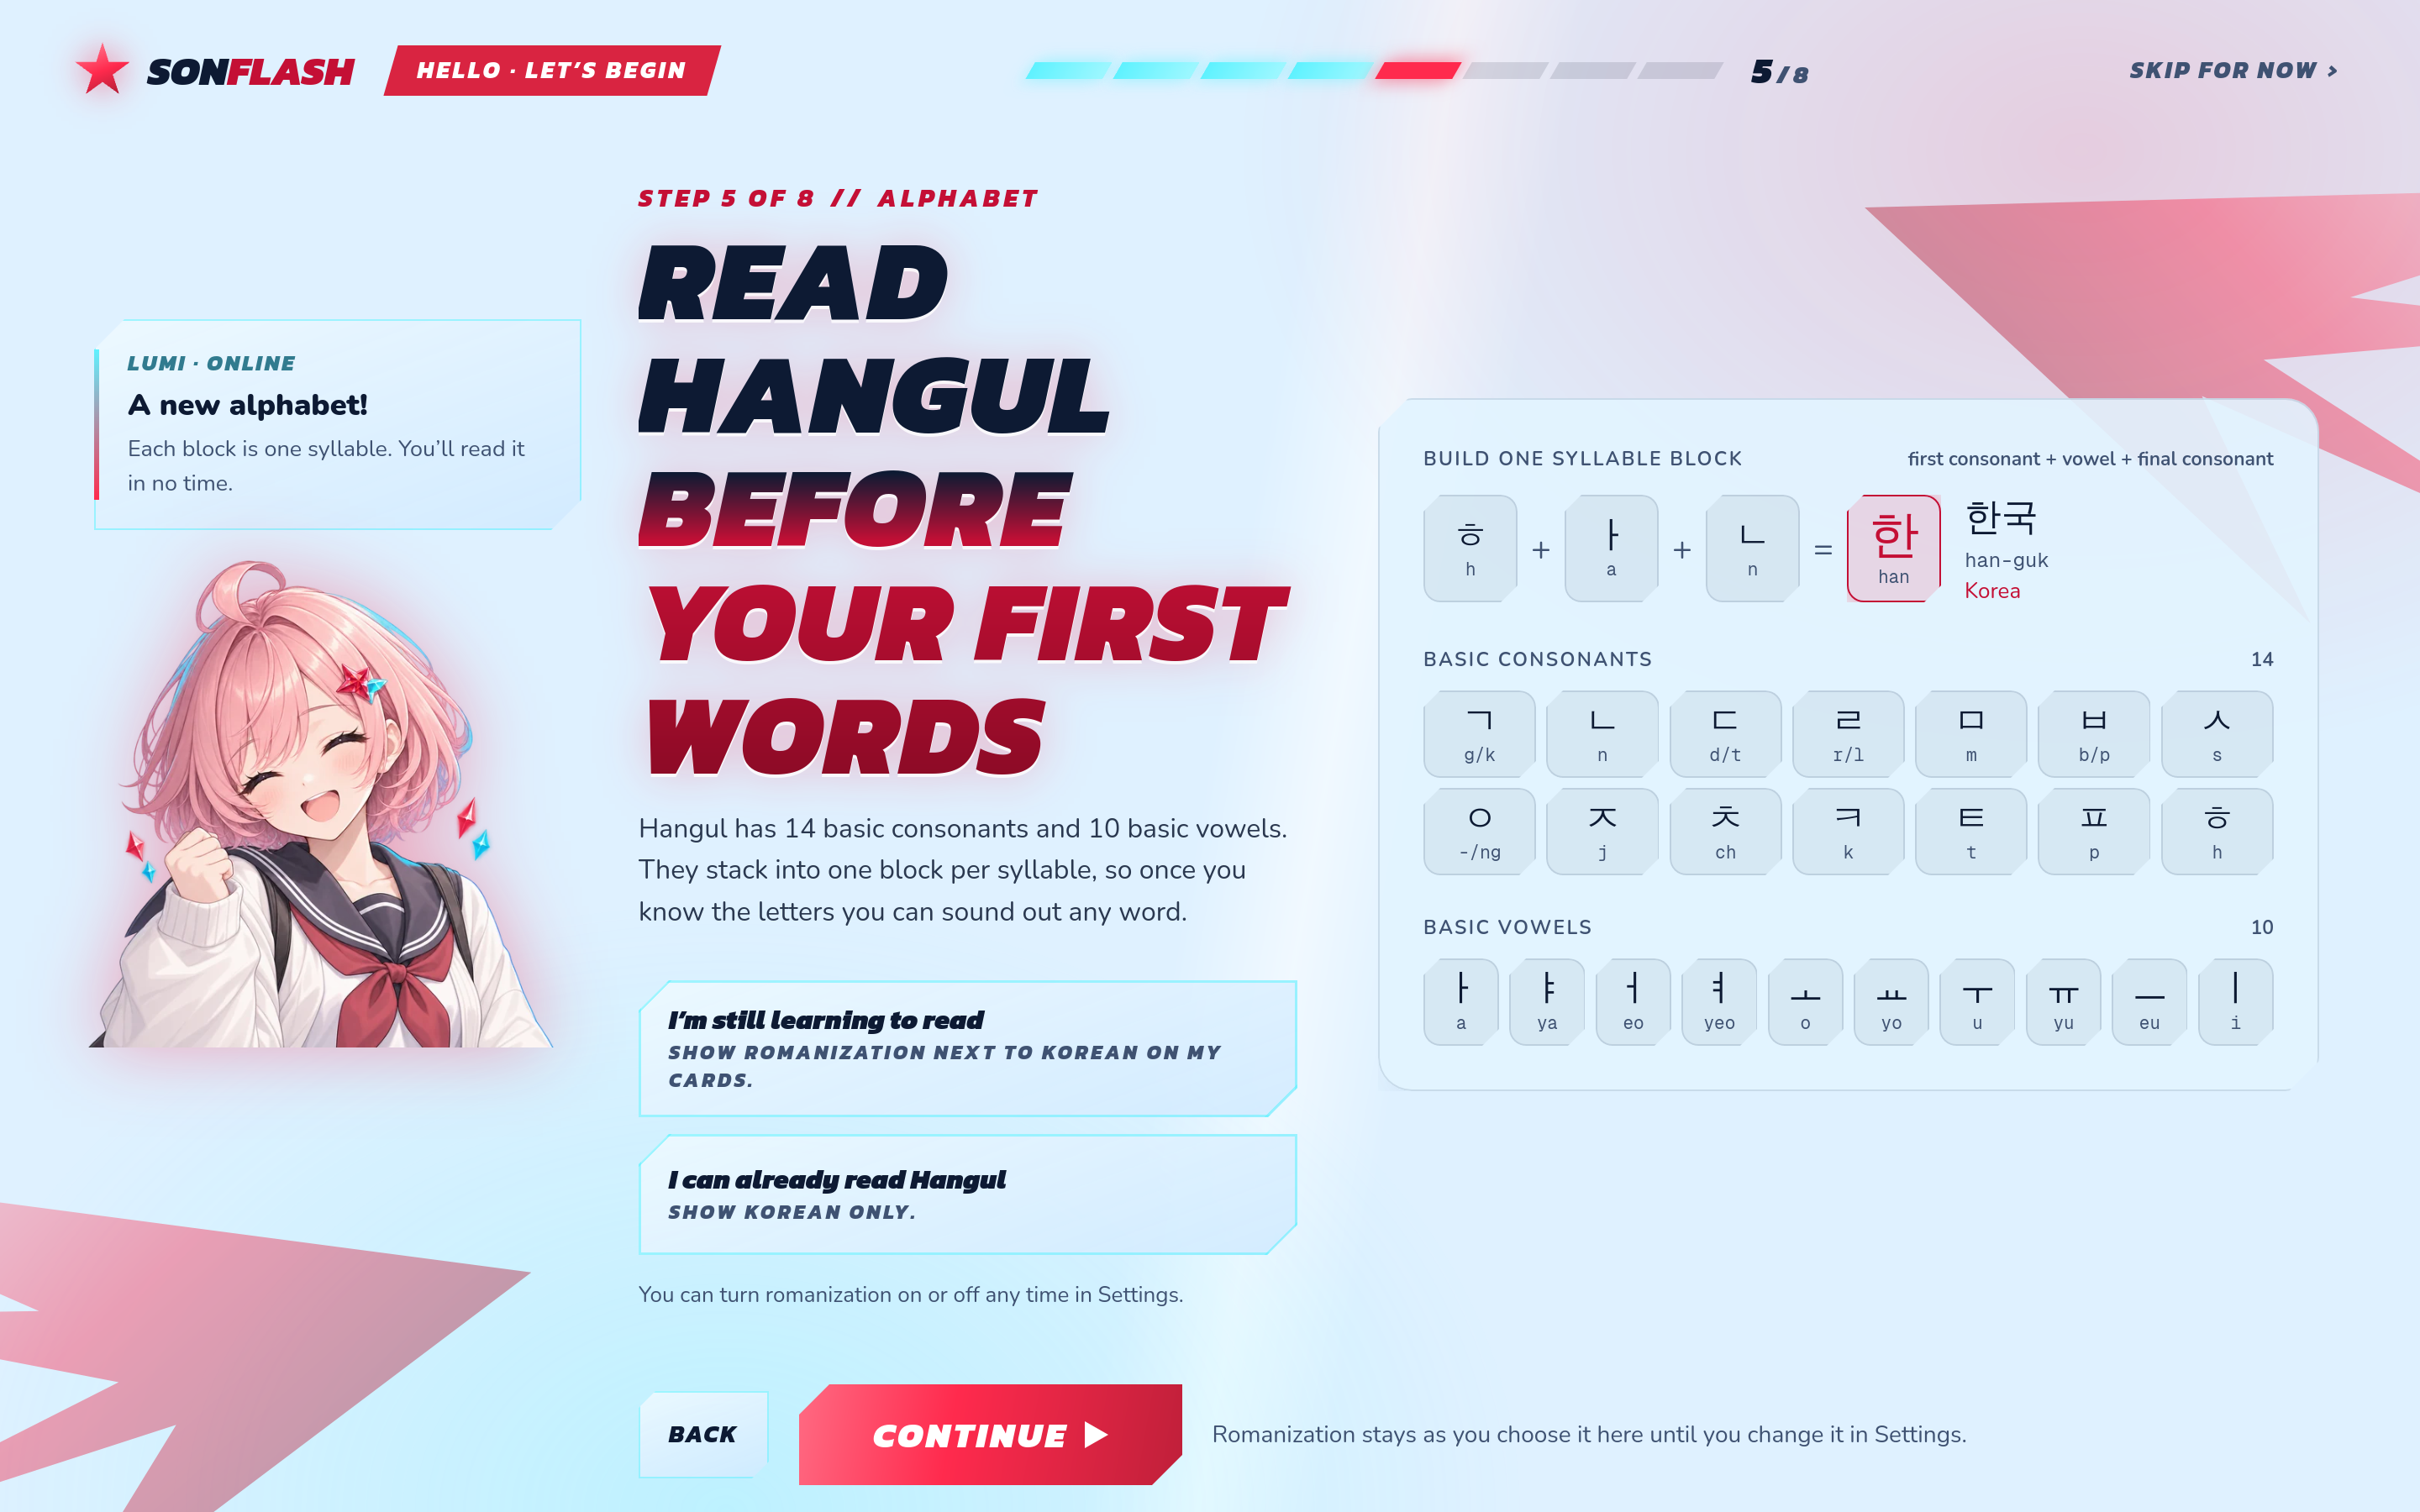 SONFLASH
HELLO · LET’S BEGIN
5 / 8
SKIP FOR NOW ›
STEP 5 OF 8 // ALPHABET
READ
HANGUL
BEFORE
YOUR FIRST
WORDS
LUMI · ONLINE
A new alphabet!
Each block is one syllable. You’ll read it
in no time.
Hangul has 14 basic consonants and 10 basic vowels.
They stack into one block per syllable, so once you
know the letters you can sound out any word.
I’m still learning to read
SHOW ROMANIZATION NEXT TO KOREAN ON MY
CARDS.
I can already read Hangul
SHOW KOREAN ONLY.
You can turn romanization on or off any time in Settings.
BUILD ONE SYLLABLE BLOCK
first consonant + vowel + final consonant
ㅎ + ㅏ + ㄴ = 한 한국
h a n han han-guk
Korea
BASIC CONSONANTS 14
ㄱ ㄴ ㄷ ㄹ ㅁ ㅂ ㅅ
g/k n d/t r/l m b/p s
ㅇ ㅈ ㅊ ㅋ ㅌ ㅍ ㅎ
-/ng j ch k t p h
BASIC VOWELS 10
ㅏ ㅑ ㅓ ㅕ ㅗ ㅛ ㅜ ㅠ ㅡ ㅣ
a ya eo yeo o yo u yu eu i
BACK
CONTINUE ▶
Romanization stays as you choose it here until you change it in Settings.